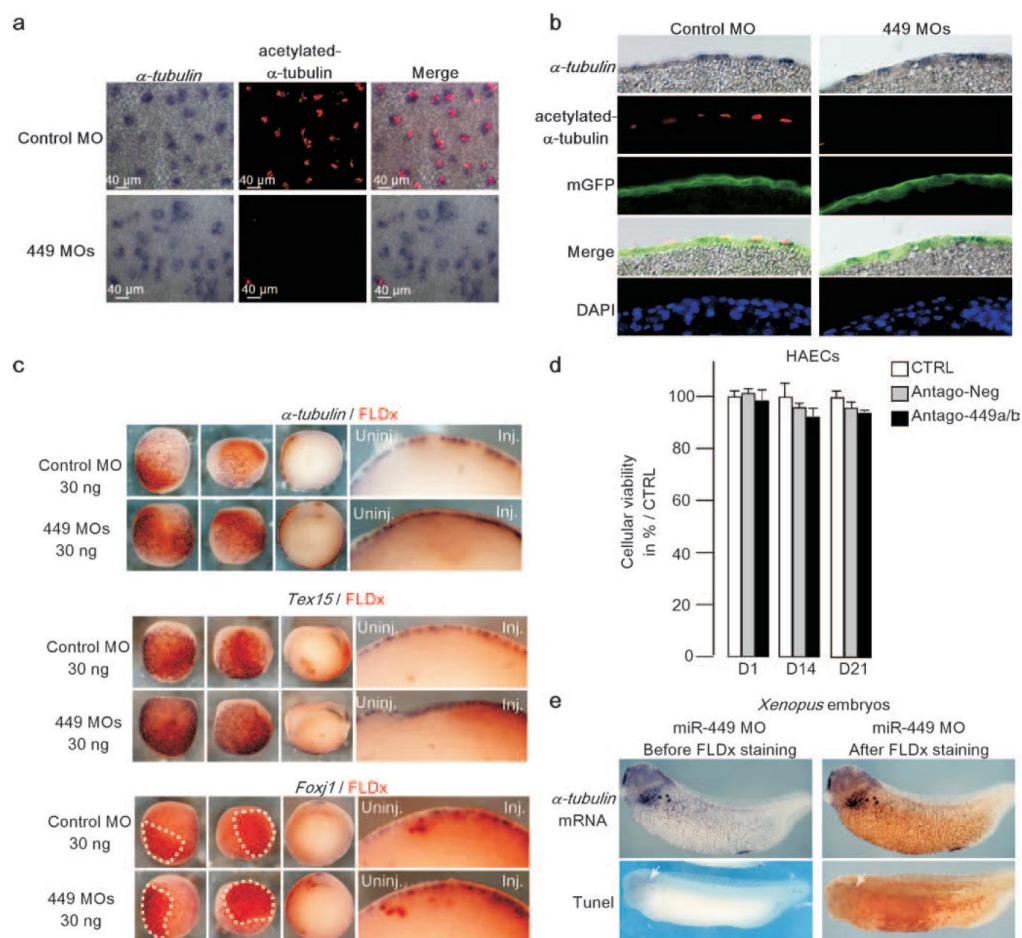 a
α-tubulin
acetylated-
α-tubulin
Merge
Control MO
40 µm
40 µm
40 µm
449 MOs
40 µm
40 µm
40 µm
b
Control MO
449 MOs
α-tubulin
acetylated-
α-tubulin
mGFP
Merge
DAPI
c
α-tubulin / FLDx
Control MO
30 ng
Uninj.
Inj.
449 MOs
30 ng
Uninj.
Inj.
Tex15 / FLDx
Control MO
30 ng
Uninj.
Inj.
449 MOs
30 ng
Uninj.
Inj.
Foxj1 / FLDx
Control MO
30 ng
Uninj.
Inj.
449 MOs
30 ng
Uninj.
Inj.
d
HAECs
CTRL
Antago-Neg
Antago-449a/b
Cellular viability
in % / CTRL
100
80
60
40
20
0
D1
D14
D21
e
Xenopus embryos
miR-449 MO
Before FLDx staining
miR-449 MO
After FLDx staining
α-tubulin
mRNA
Tunel